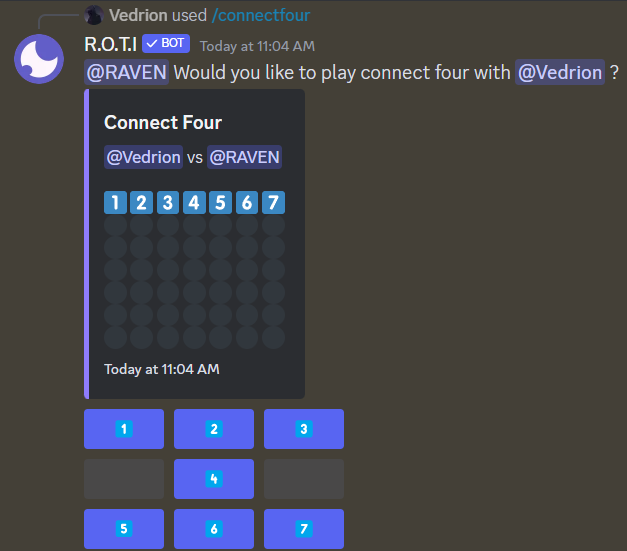 Vedrion used /connectfour
R.O.T.I BOT Today at 11:04 AM
@RAVEN Would you like to play connect four with @Vedrion ?
Connect Four
@Vedrion vs @RAVEN
1 2 3 4 5 6 7
Today at 11:04 AM
1 2 3
4
5 6 7